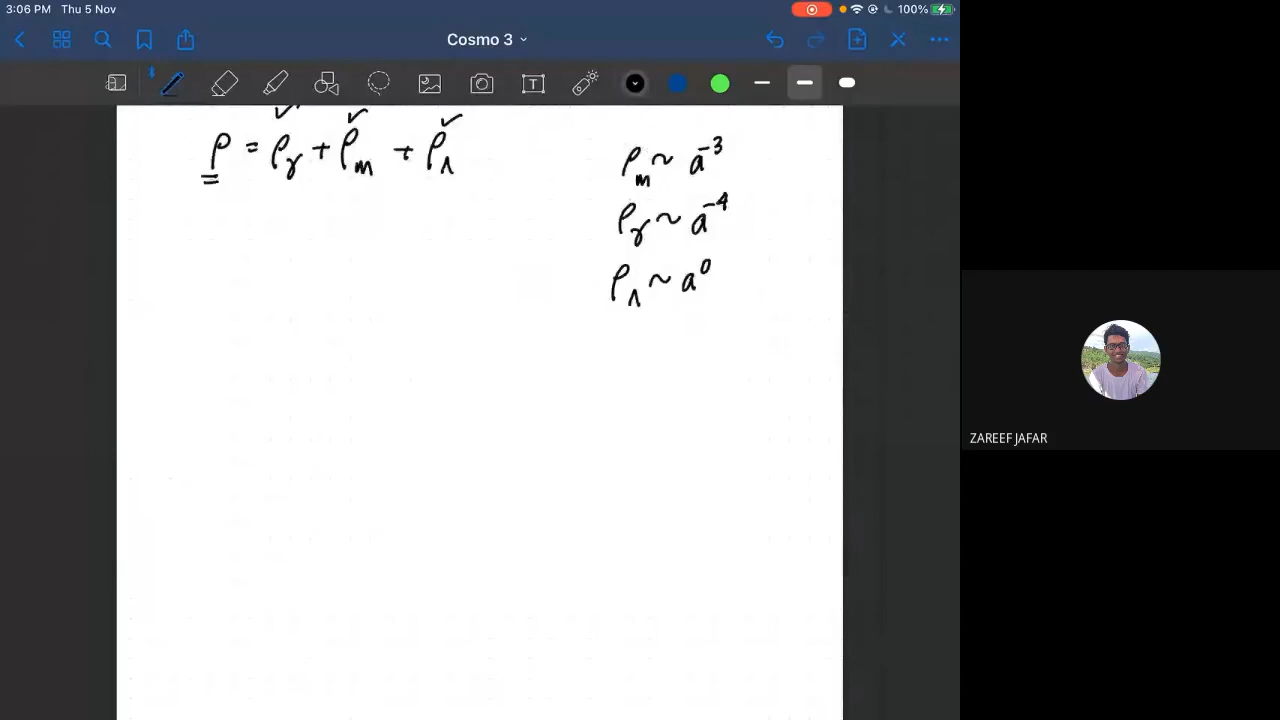 3:06 PM Thu 5 Nov
100%
Cosmo 3
T
ρ = ρ_γ + ρ_m + ρ_Λ
ρ_m ~ a^{-3}
ρ_γ ~ a^{-4}
ρ_Λ ~ a^0
ZAREEF JAFAR